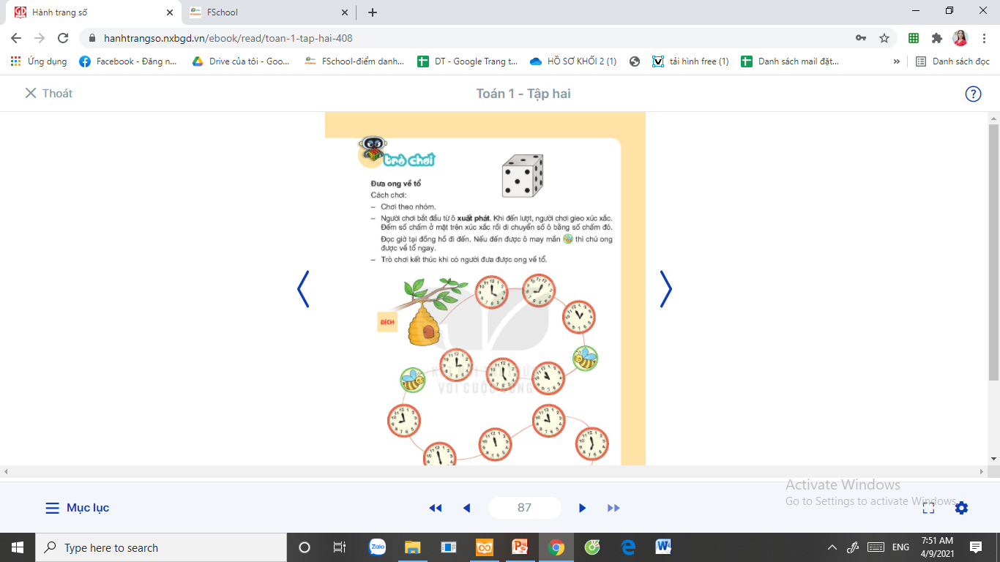 Hành trang số
FSchool
hanhtrangso.nxbgd.vn/ebook/read/toan-1-tap-hai-408
Ứng dụng
Facebook - Đăng n...
Drive của tôi - Goo...
FSchool-điểm danh...
DT - Google Trang t...
HỒ SƠ KHỐI 2 (1)
tải hình free (1)
Danh sách mail đặt...
»
Danh sách đọc
Thoát
Toán 1 - Tập hai
?
trò chơi
Đưa ong về tổ
Cách chơi:
– Chơi theo nhóm.
– Người chơi bắt đầu từ ô xuất phát. Khi đến lượt, người chơi gieo xúc xắc.
Đếm số chấm ở mặt trên xúc xắc rồi di chuyển số ô bằng số chấm đó.
Đọc giờ tại đồng hồ đi đến. Nếu đến được ô may mắn thì chú ong
được về tổ ngay.
– Trò chơi kết thúc khi có người đưa được ong về tổ.
ĐÍCH
VỚI CUỘC SỐNG
Mục lục
87
Activate Windows
Go to Settings to activate Windows.
Type here to search
Zalo
ENG
7:51 AM
4/9/2021